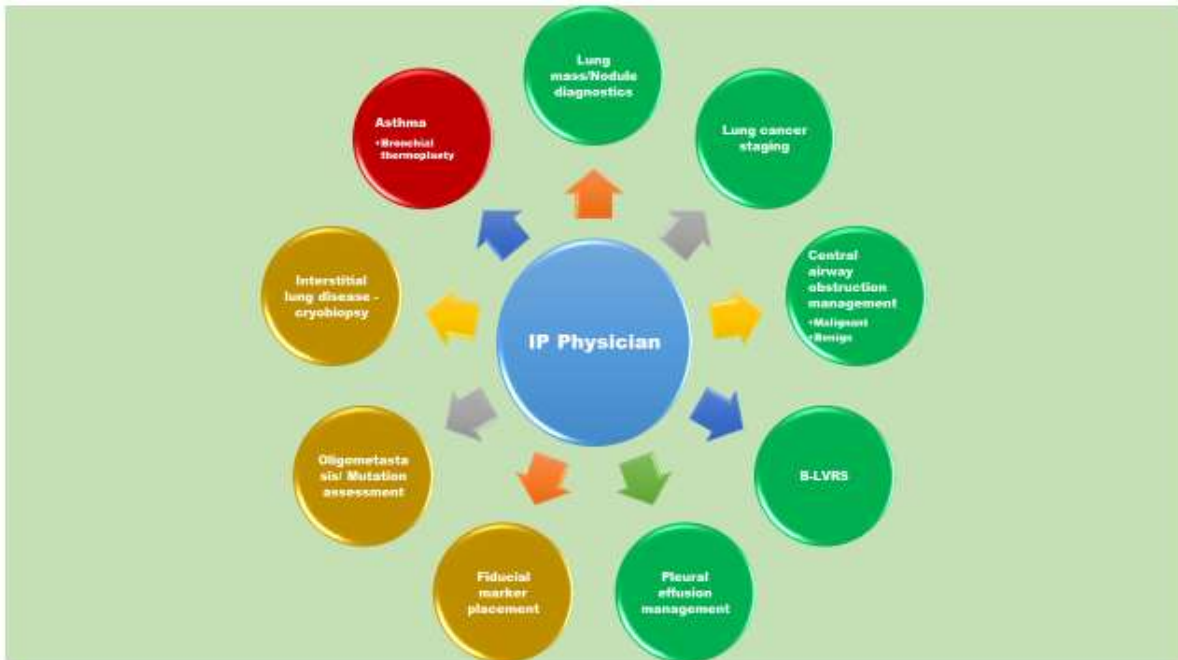 Lung
mass/Nodule
diagnostics
Lung cancer
staging
Central
airway
obstruction
management
•Malignant
•Benign
B-LVRS
Pleural
effusion
management
Fiducial
marker
placement
Oligometasta
sis/ Mutation
assessment
Interstitial
lung disease -
cryobiopsy
Asthma
•Bronchial
thermoplasty
IP Physician